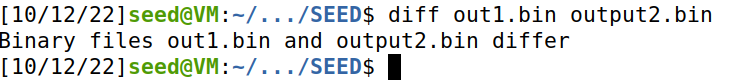 [10/12/22]seed@VM:~/.../SEED$ diff out1.bin output2.bin
Binary files out1.bin and output2.bin differ
[10/12/22]seed@VM:~/.../SEED$